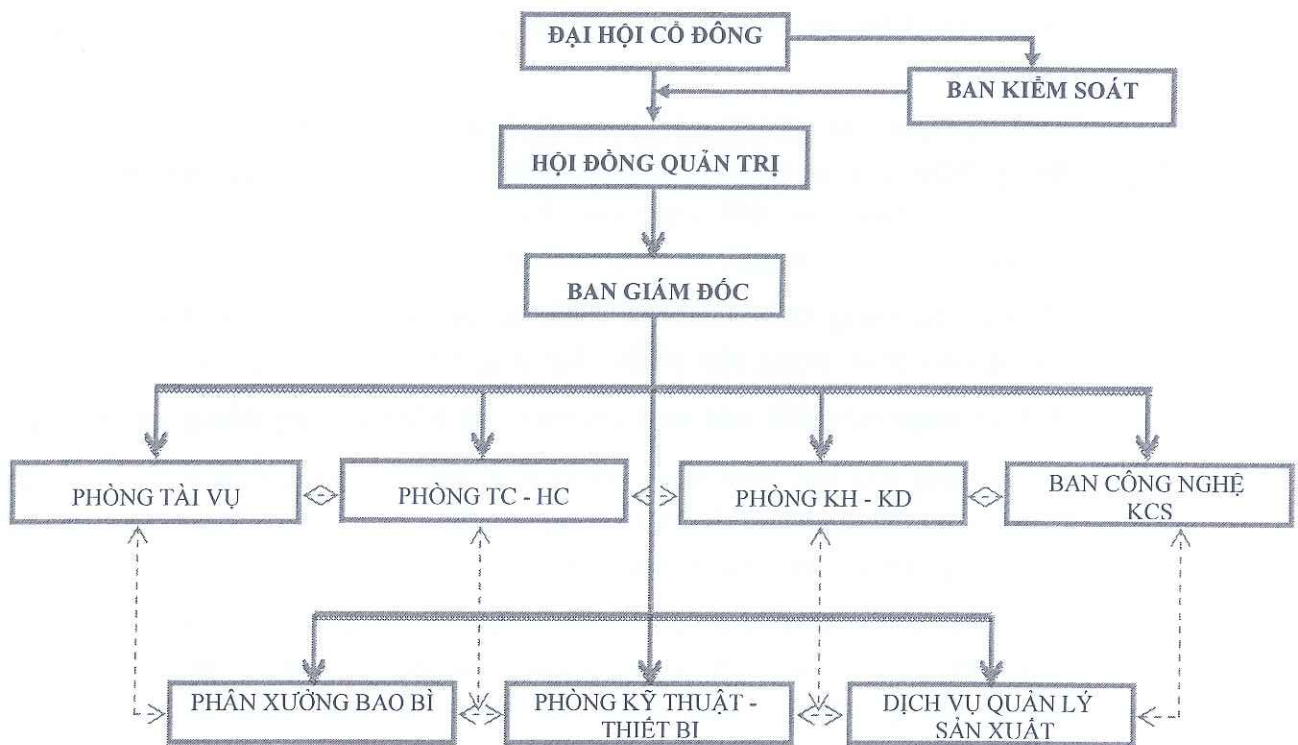 ĐẠI HỘI CỔ ĐÔNG
BAN KIỂM SOÁT
HỘI ĐỒNG QUẢN TRỊ
BAN GIÁM ĐỐC
PHÒNG TÀI VỤ
PHÒNG TC - HC
PHÒNG KH - KD
BAN CÔNG NGHỆ
KCS
PHÂN XƯỞNG BAO BÌ
PHÒNG KỸ THUẬT -
THIẾT BI
DỊCH VỤ QUẢN LÝ
SẢN XUẤT